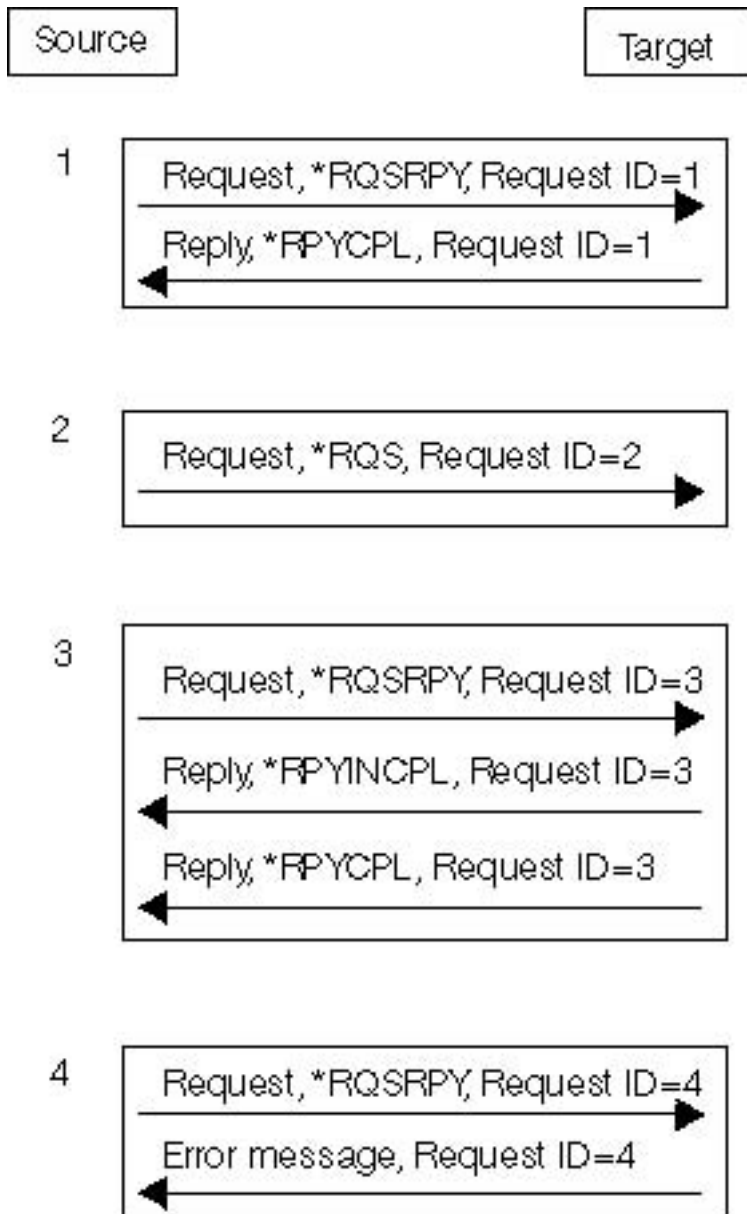 Source
Target
1
Request, *RQSRPY, Request ID=1
Reply, *RPYCPL, Request ID=1
2
Request, *RQS, Request ID=2
3
Request, *RQSRPY, Request ID=3
Reply, *RPYINCPL, Request ID=3
Reply, *RPYCPL, Request ID=3
4
Request, *RQSRPY, Request ID=4
Error message, Request ID=4